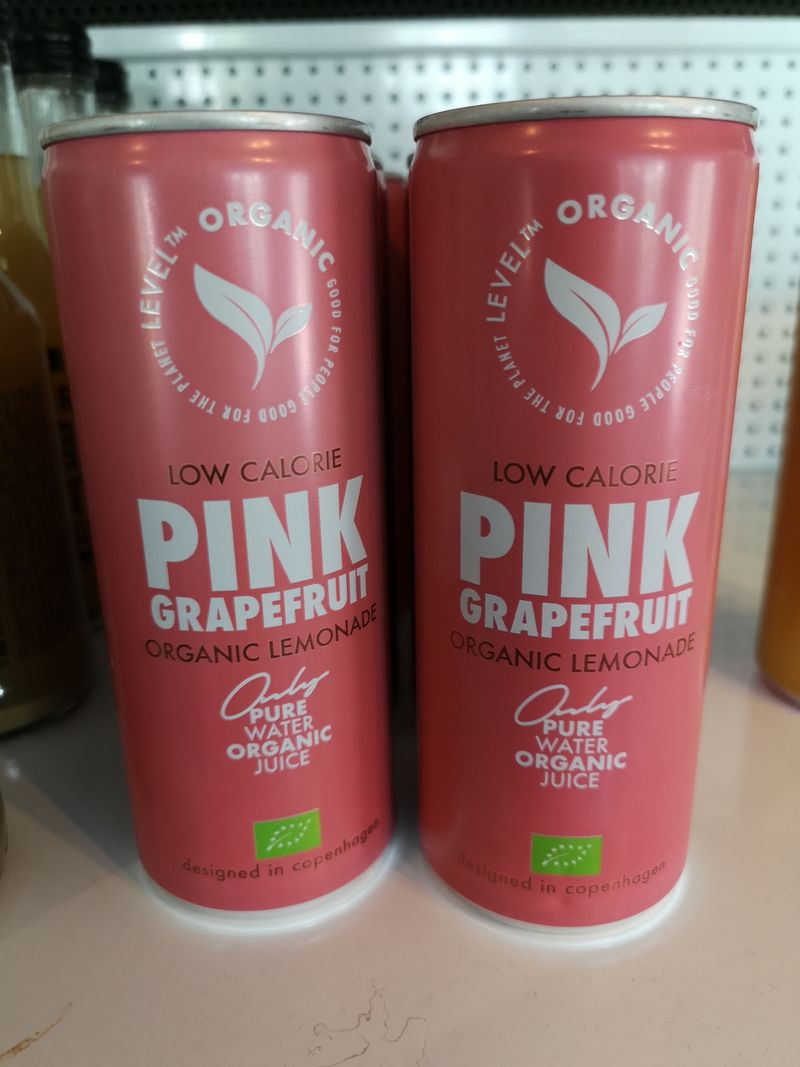 LEVEL™ ORGANIC
GOOD FOR PEOPLE GOOD FOR THE PLANET
LOW CALORIE
PINK
GRAPEFRUIT
ORGANIC LEMONADE
Only
PURE
WATER
ORGANIC
JUICE
designed in copenhagen
LEVEL™ ORGANIC
GOOD FOR PEOPLE GOOD FOR THE PLANET
LOW CALORIE
PINK
GRAPEFRUIT
ORGANIC LEMONADE
Only
PURE
WATER
ORGANIC
JUICE
designed in copenhagen